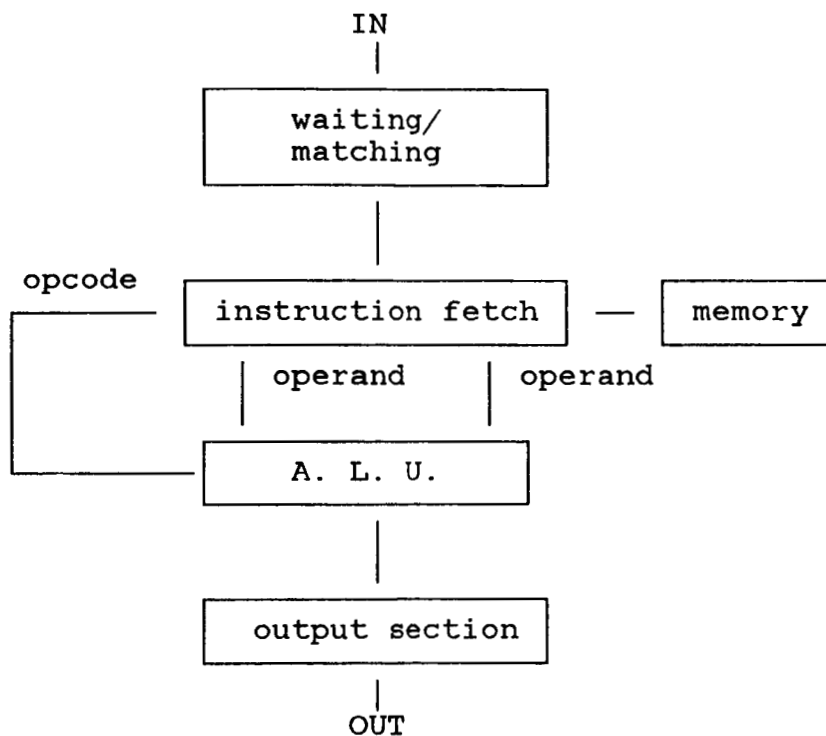 IN
waiting/
matching
opcode
instruction fetch
memory
operand
operand
A. L. U.
output section
OUT